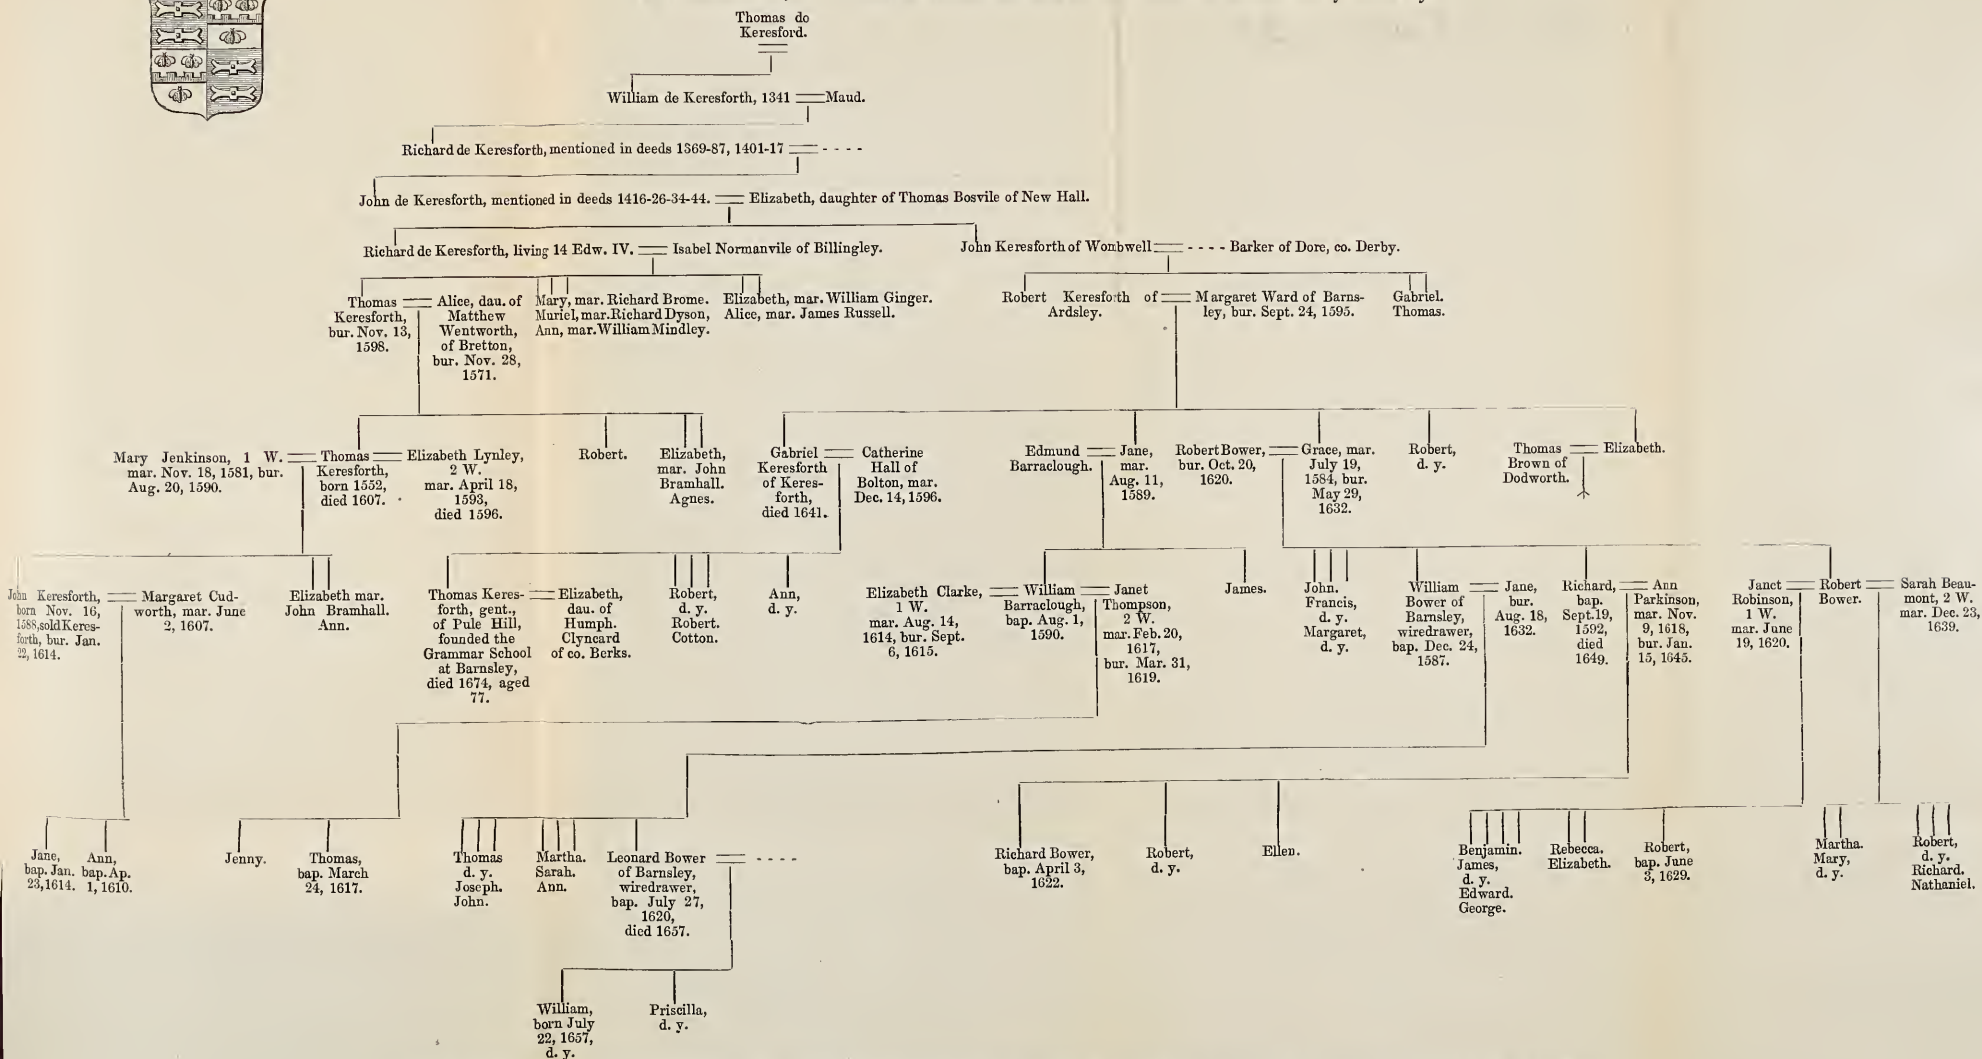 Thomas do
Keresford.
William de Keresforth, 1341 Maud.
Richard de Keresforth, mentioned in deeds 1369-87, 1401-17 - - - -
John de Keresforth, mentioned in deeds 1416-26-34-44. Elizabeth, daughter of Thomas Bosvile of New Hall.
Richard de Keresforth, living 14 Edw. IV. Isabel Normanvile of Billingley.
John Keresforth of Wombwell - - - - Barker of Dore, co. Derby.
Thomas
Keresforth,
bur. Nov. 13,
1598.
Alice, dau. of
Matthew
Wentworth,
of Bretton,
bur. Nov. 28,
1571.
Mary, mar. Richard Brome.
Muriel, mar. Richard Dyson,
Ann, mar. William Mindley.
Elizabeth, mar. William Ginger.
Alice, mar. James Russell.
Robert Keresforth of
Ardsley.
Margaret Ward of Barns-
ley, bur. Sept. 24, 1595.
Gabriel.
Thomas.
Mary Jenkinson, 1 W.
mar. Nov. 18, 1581, bur.
Aug. 20, 1590.
Thomas
Keresforth,
born 1552,
died 1607.
Elizabeth Lynley,
2 W.
mar. April 18,
1593,
died 1596.
Robert.
Elizabeth,
mar. John
Bramhall.
Agnes.
Gabriel
Keresforth
of Keres-
forth,
died 1641.
Catherine
Hall of
Bolton, mar.
Dec. 14, 1596.
Edmund
Barraclough.
Jane,
mar.
Aug. 11,
1589.
Robert Bower,
bur. Oct. 20,
1620.
Grace, mar.
July 19,
1584, bur.
May 29,
1632.
Robert,
d. y.
Thomas
Brown of
Dodworth.
Elizabeth.
John Keresforth,
born Nov. 16,
1588, sold Keres-
forth, bur. Jan.
22, 1614.
Margaret Cud-
worth, mar. June
2, 1607.
Elizabeth mar.
John Bramhall.
Ann.
Thomas Keres-
forth, gent.,
of Pule Hill,
founded the
Grammar School
at Barnsley,
died 1674, aged
77.
Elizabeth,
dau. of
Humph.
Clyncard
of co. Berks.
Robert,
d. y.
Robert.
Cotton.
Ann,
d. y.
Elizabeth Clarke,
1 W.
mar. Aug. 14,
1614, bur. Sept.
6, 1615.
William
Barraclough,
bap. Aug. 1,
1590.
Janet
Thompson,
2 W.
mar. Feb. 20,
1617,
bur. Mar. 31,
1619.
James.
John.
Francis,
d. y.
Margaret,
d. y.
William
Bower of
Barnsley,
wiredrawer,
bap. Dec. 24,
1587.
Jane,
bur.
Aug. 18,
1632.
Richard,
bap.
Sept. 19,
1592,
died
1649.
Ann
Parkinson,
mar. Nov.
9, 1618,
bur. Jan.
15, 1645.
Janet
Robinson,
1 W.
mar. June
19, 1620.
Robert
Bower.
Sarah Beau-
mont, 2 W.
mar. Dec. 23,
1639.
Jane,
bap. Jan.
23, 1614.
Ann,
bap. Ap.
1, 1610.
Jenny.
Thomas,
bap. March
24, 1617.
Thomas
d. y.
Joseph.
John.
Martha.
Sarah.
Ann.
Leonard Bower - - - -
of Barnsley,
wiredrawer,
bap. July 27,
1620,
died 1657.
Richard Bower,
bap. April 3,
1622.
Robert,
d. y.
Ellen.
Benjamin.
James,
d. y.
Edward.
George.
Rebecca.
Elizabeth.
Robert,
bap. June
3, 1629.
Martha.
Mary,
d. y.
Robert,
d. y.
Richard.
Nathaniel.
William,
born July
22, 1657,
d. y.
Priscilla,
d. y.